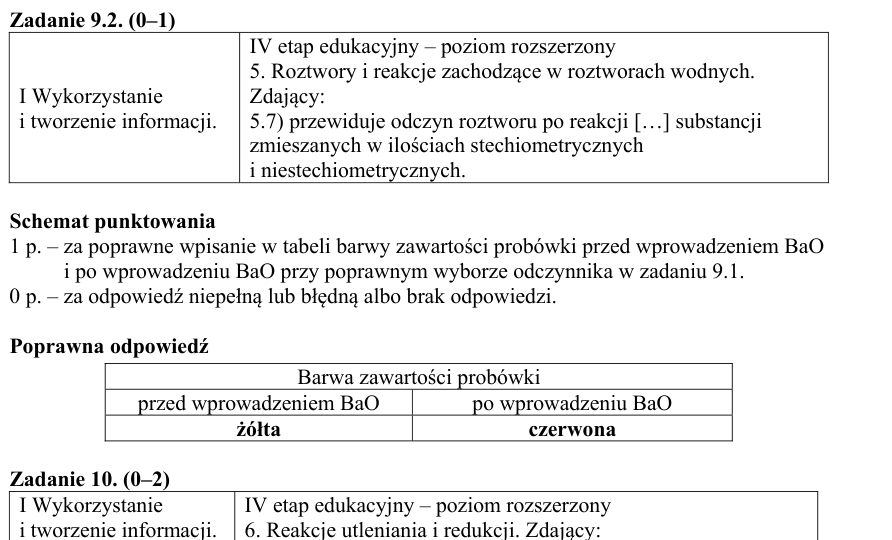 Zadanie 9.2. (0–1)
I Wykorzystanie
i tworzenie informacji.
IV etap edukacyjny – poziom rozszerzony
5. Roztwory i reakcje zachodzące w roztworach wodnych.
Zdający:
5.7) przewiduje odczyn roztworu po reakcji […] substancji
zmieszanych w ilościach stechiometrycznych
i niestechiometrycznych.
Schemat punktowania
1 p. – za poprawne wpisanie w tabeli barwy zawartości probówki przed wprowadzeniem BaO
i po wprowadzeniu BaO przy poprawnym wyborze odczynnika w zadaniu 9.1.
0 p. – za odpowiedź niepełną lub błędną albo brak odpowiedzi.
Poprawna odpowiedź
Barwa zawartości probówki
przed wprowadzeniem BaO
po wprowadzeniu BaO
żółta
czerwona
Zadanie 10. (0–2)
I Wykorzystanie
i tworzenie informacji.
IV etap edukacyjny – poziom rozszerzony
6. Reakcje utleniania i redukcji. Zdający: